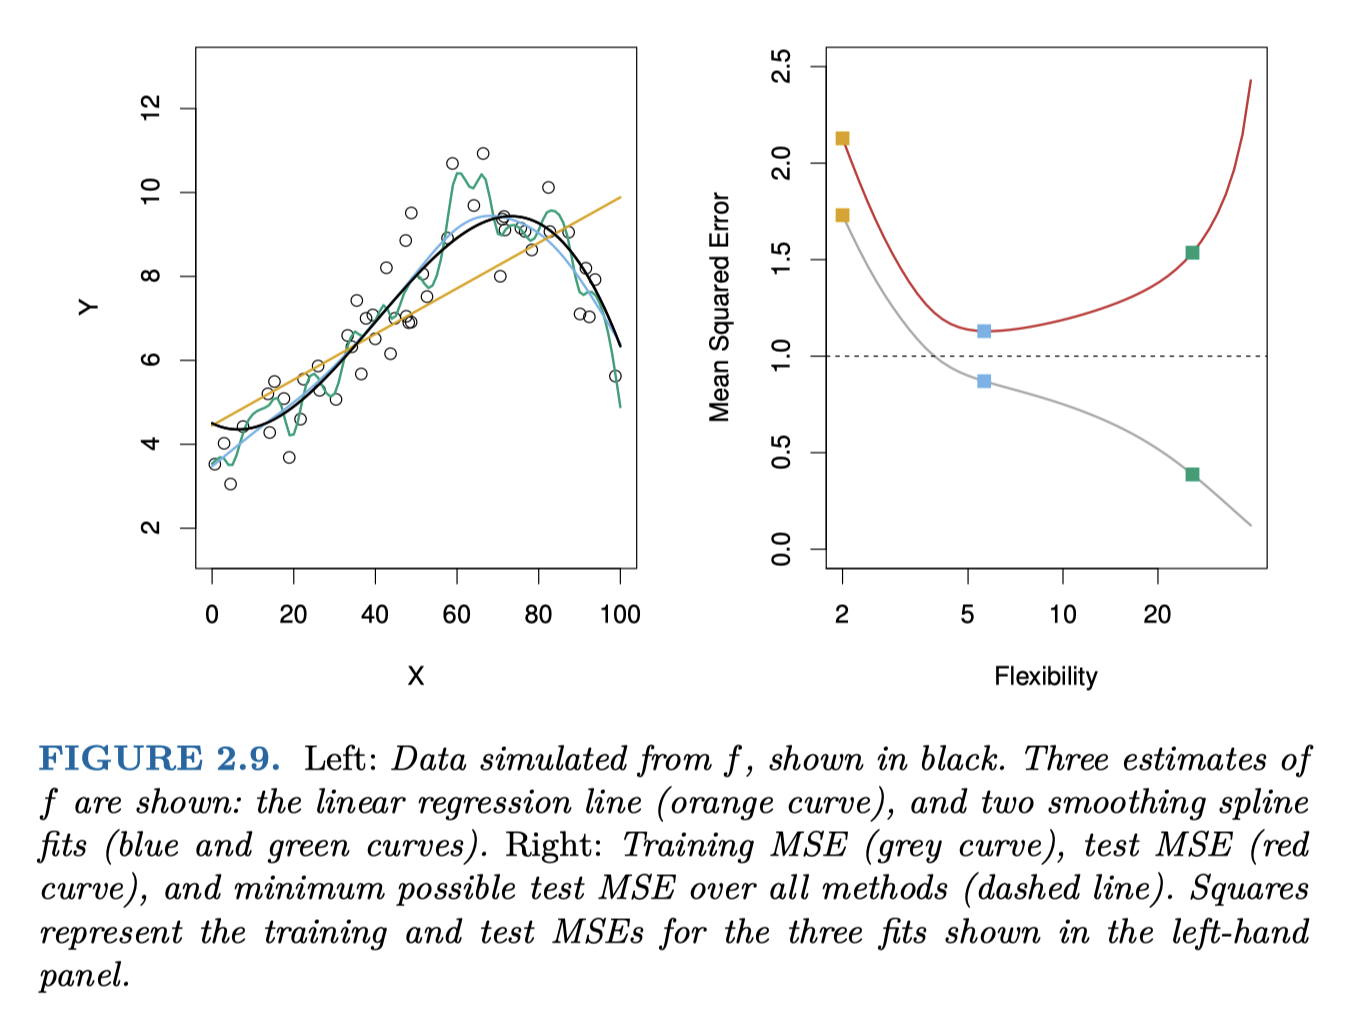 12
10
8
6
4
2
Y
0 20 40 60 80 100
X
2.5
2.0
1.5
1.0
0.5
0.0
Mean Squared Error
2 5 10 20
Flexibility
FIGURE 2.9. Left: Data simulated from f, shown in black. Three estimates of
f are shown: the linear regression line (orange curve), and two smoothing spline
fits (blue and green curves). Right: Training MSE (grey curve), test MSE (red
curve), and minimum possible test MSE over all methods (dashed line). Squares
represent the training and test MSEs for the three fits shown in the left-hand
panel.